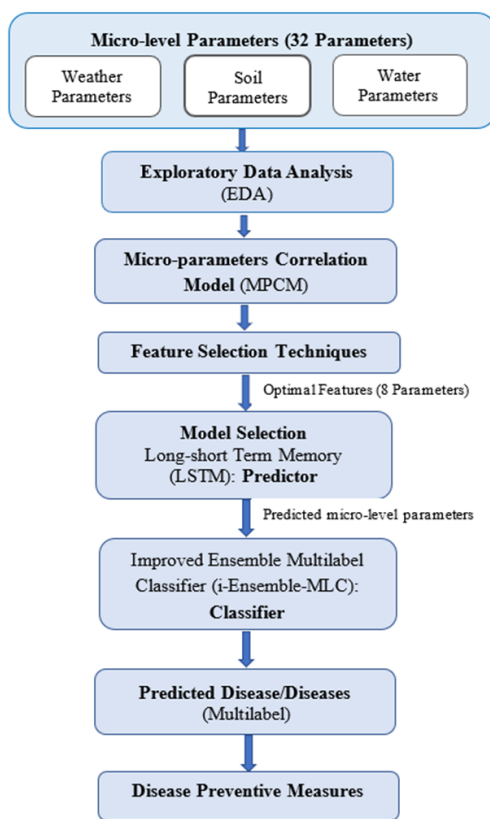 Micro-level Parameters (32 Parameters)
Weather
Parameters
Soil
Parameters
Water
Parameters
Exploratory Data Analysis
(EDA)
Micro-parameters Correlation
Model (MPCM)
Feature Selection Techniques
Optimal Features (8 Parameters)
Model Selection
Long-short Term Memory
(LSTM): Predictor
Predicted micro-level parameters
Improved Ensemble Multilabel
Classifier (i-Ensemble-MLC):
Classifier
Predicted Disease/Diseases
(Multilabel)
Disease Preventive Measures